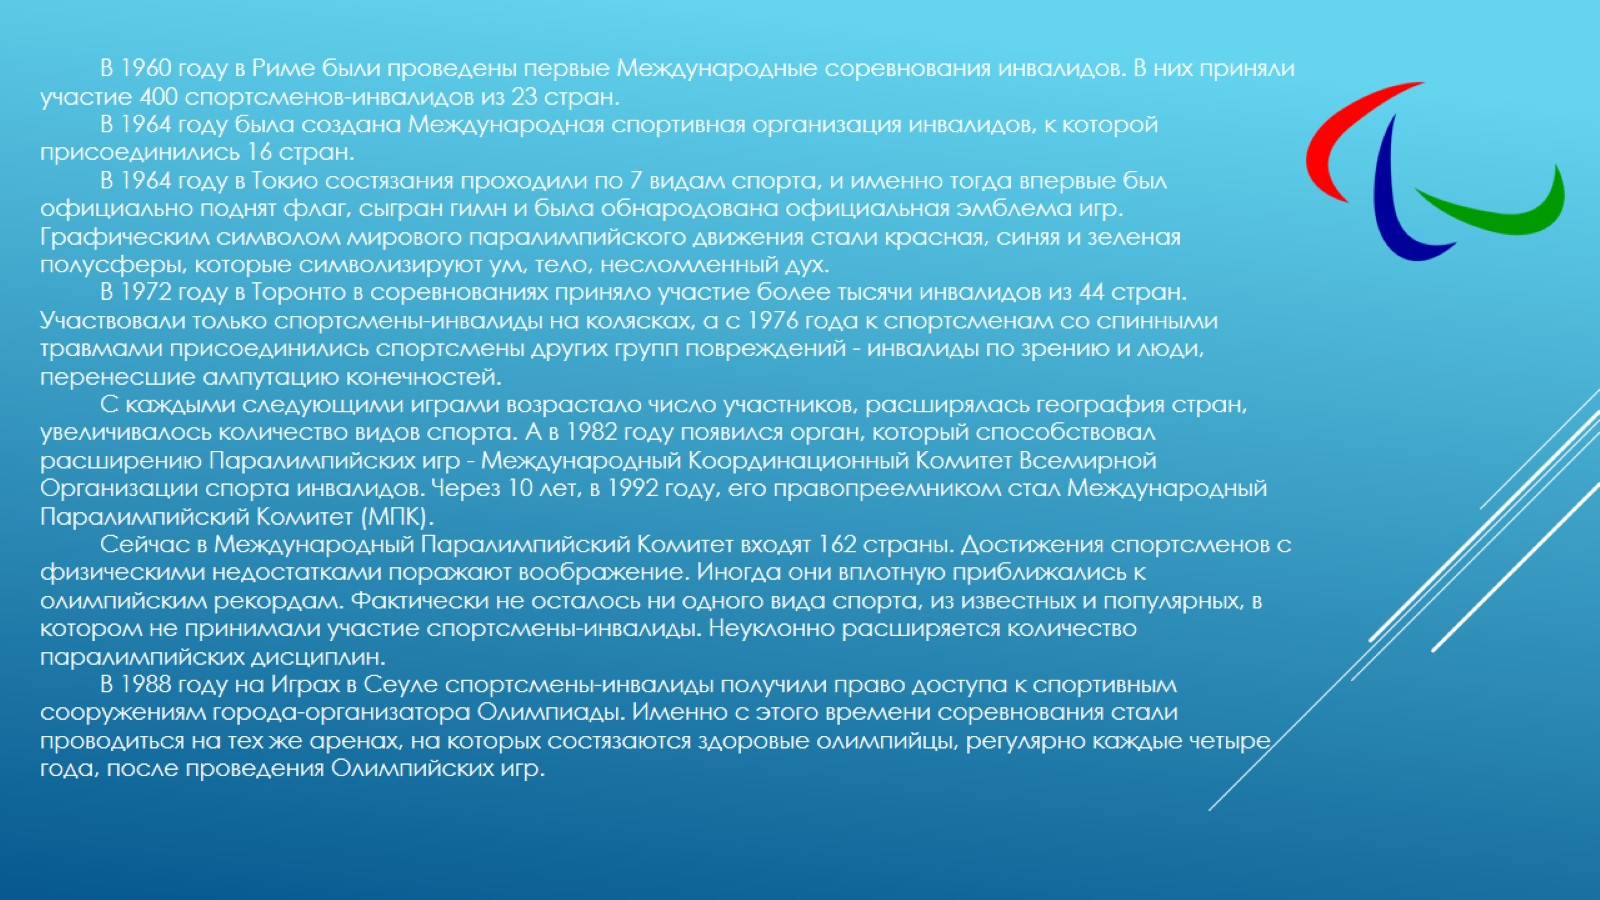 В 1960 году в Риме были проведены первые Международные соревнования инвалидов. В них приняли
участие 400 спортсменов-инвалидов из 23 стран.
В 1964 году была создана Международная спортивная организация инвалидов, к которой
присоединились 16 стран.
В 1964 году в Токио состязания проходили по 7 видам спорта, и именно тогда впервые был
официально поднят флаг, сыгран гимн и была обнародована официальная эмблема игр.
Графическим символом мирового паралимпийского движения стали красная, синяя и зеленая
полусферы, которые символизируют ум, тело, несломленный дух.
В 1972 году в Торонто в соревнованиях приняло участие более тысячи инвалидов из 44 стран.
Участвовали только спортсмены-инвалиды на колясках, а с 1976 года к спортсменам со спинными
травмами присоединились спортсмены других групп повреждений - инвалиды по зрению и люди,
перенесшие ампутацию конечностей.
С каждыми следующими играми возрастало число участников, расширялась география стран,
увеличивалось количество видов спорта. А в 1982 году появился орган, который способствовал
расширению Паралимпийских игр - Международный Координационный Комитет Всемирной
Организации спорта инвалидов. Через 10 лет, в 1992 году, его правопреемником стал Международный
Паралимпийский Комитет (МПК).
Сейчас в Международный Паралимпийский Комитет входят 162 страны. Достижения спортсменов с
физическими недостатками поражают воображение. Иногда они вплотную приближались к
олимпийским рекордам. Фактически не осталось ни одного вида спорта, из известных и популярных, в
котором не принимали участие спортсмены-инвалиды. Неуклонно расширяется количество
паралимпийских дисциплин.
В 1988 году на Играх в Сеуле спортсмены-инвалиды получили право доступа к спортивным
сооружениям города-организатора Олимпиады. Именно с этого времени соревнования стали
проводиться на тех же аренах, на которых состязаются здоровые олимпийцы, регулярно каждые четыре
года, после проведения Олимпийских игр.